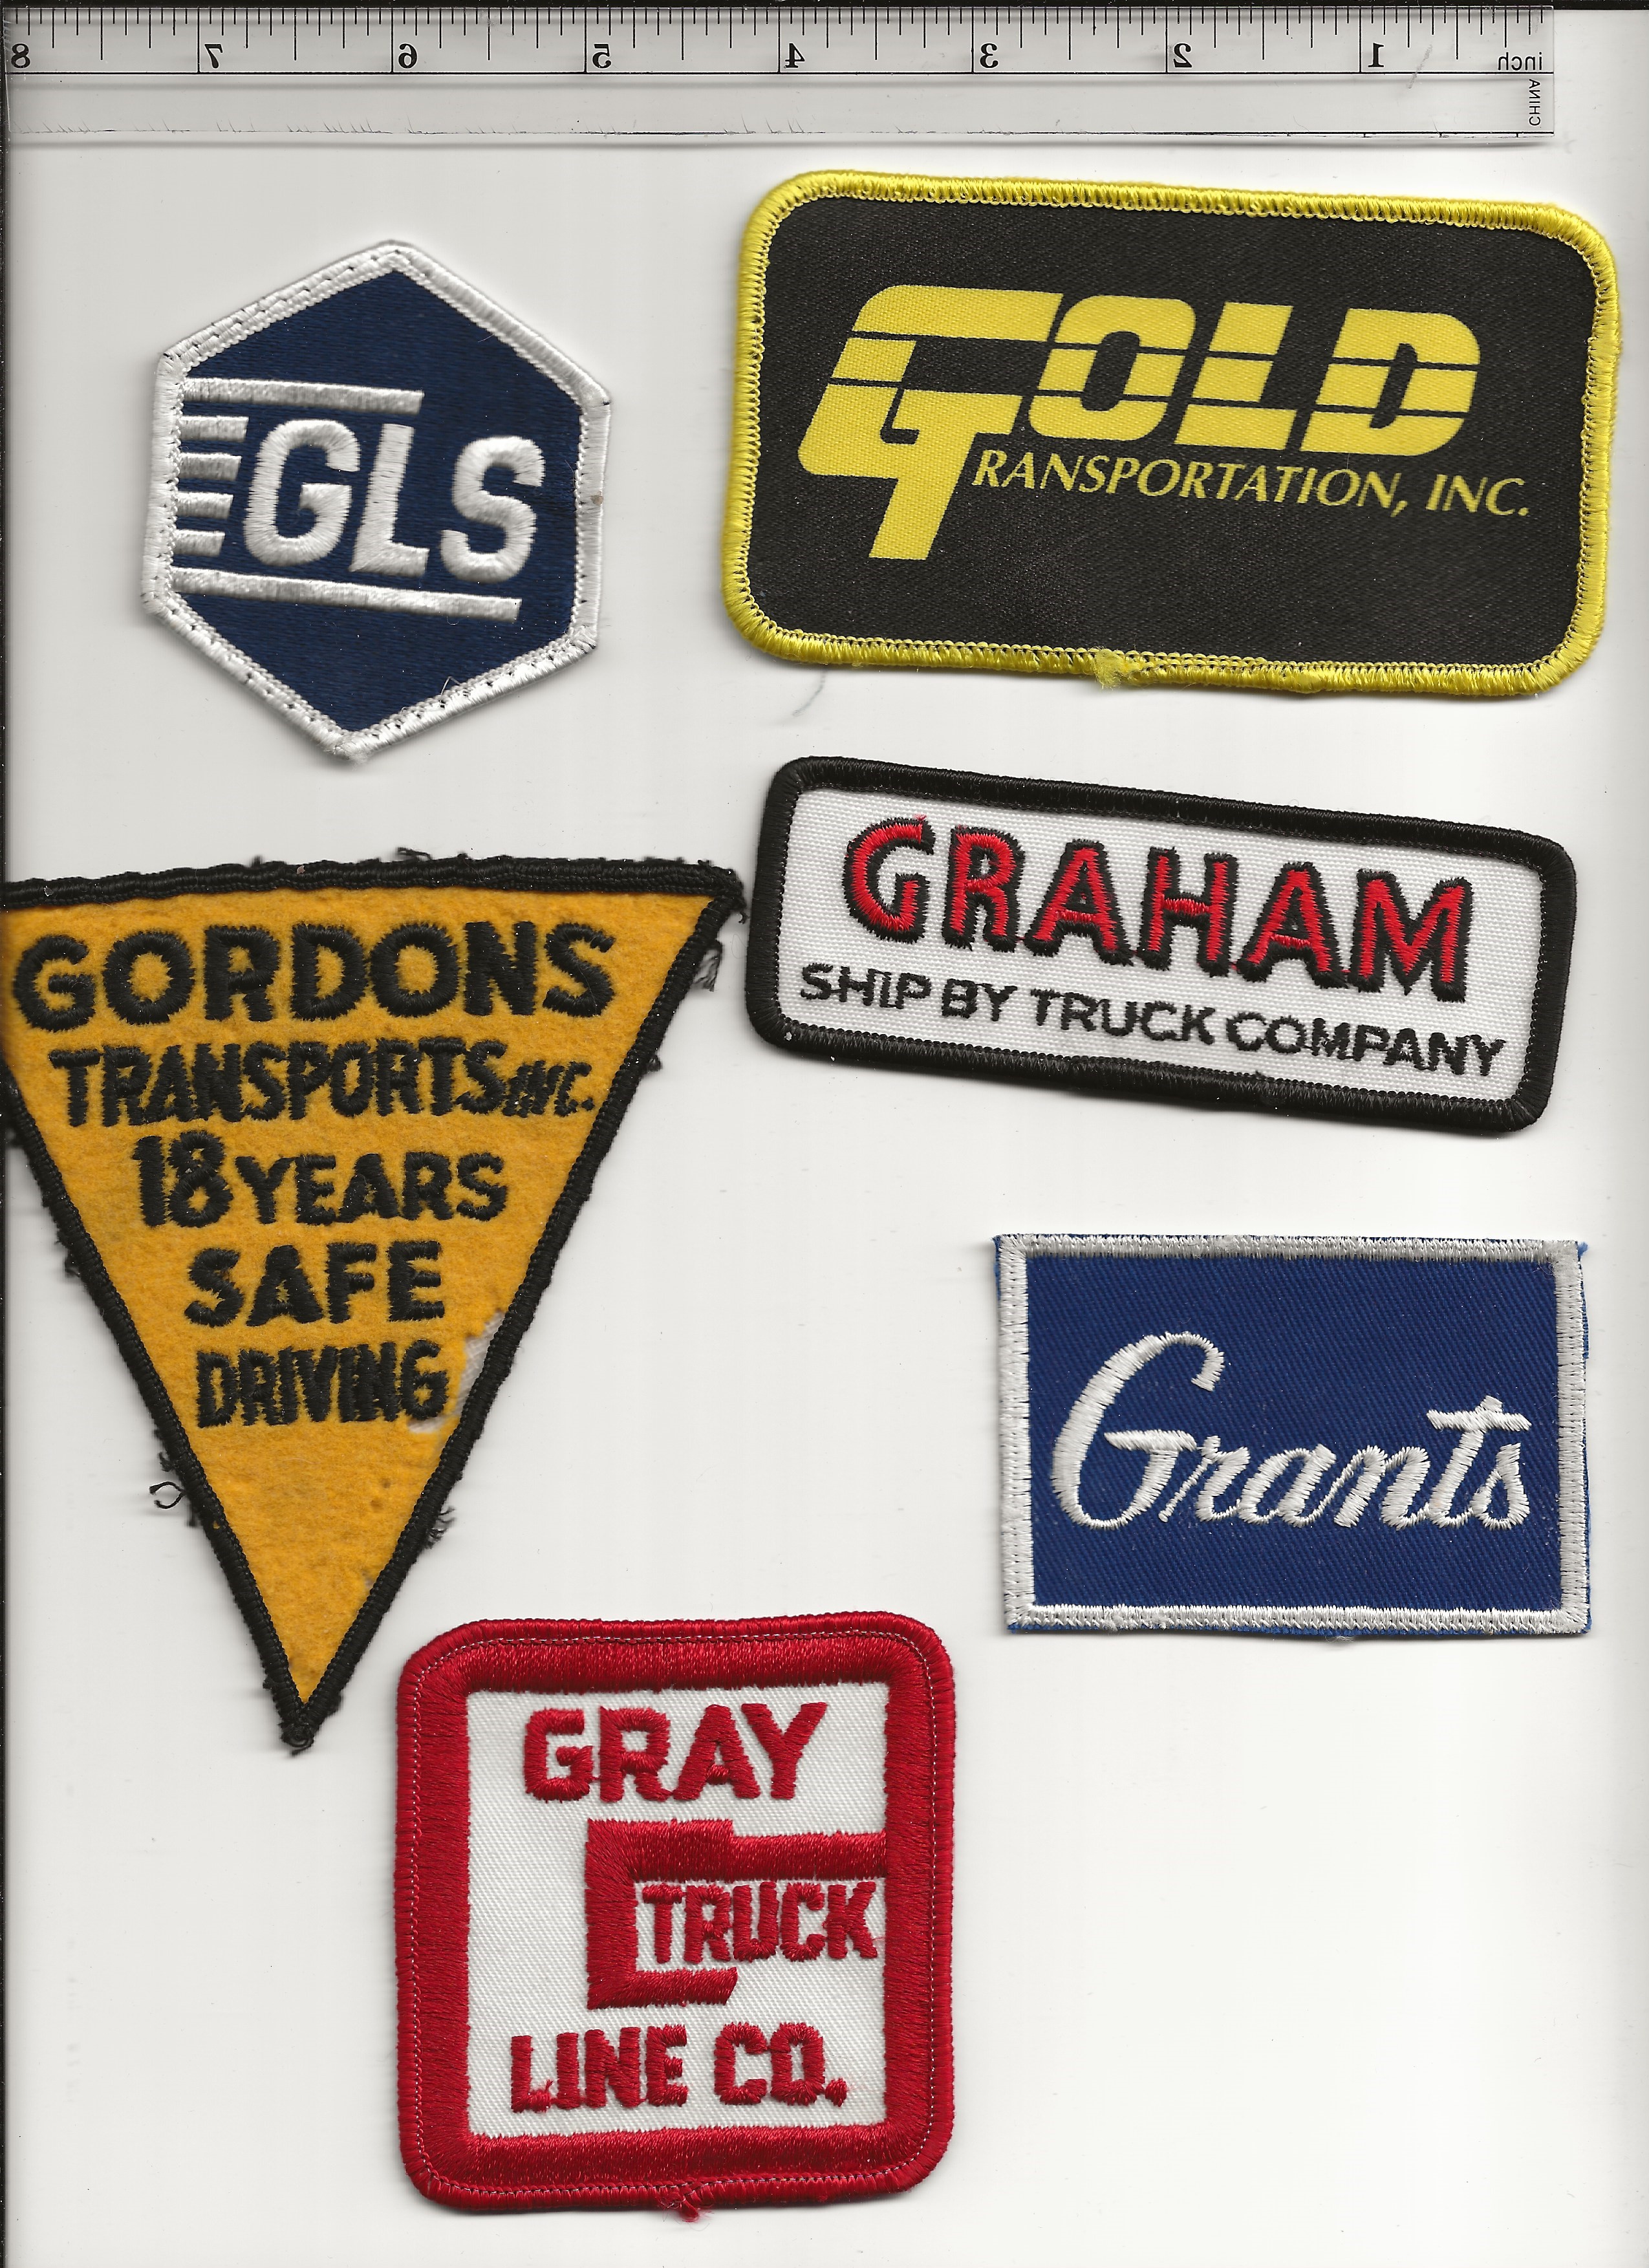 8 7 6 5 4 3 2 1 inch
CHINA
GLS
GOLD
TRANSPORTATION, INC.
GRAHAM
SHIP BY TRUCK COMPANY
GORDONS
TRANSPORTS INC.
18 YEARS
SAFE
DRIVING
Grants
GRAY
TRUCK
LINE CO.